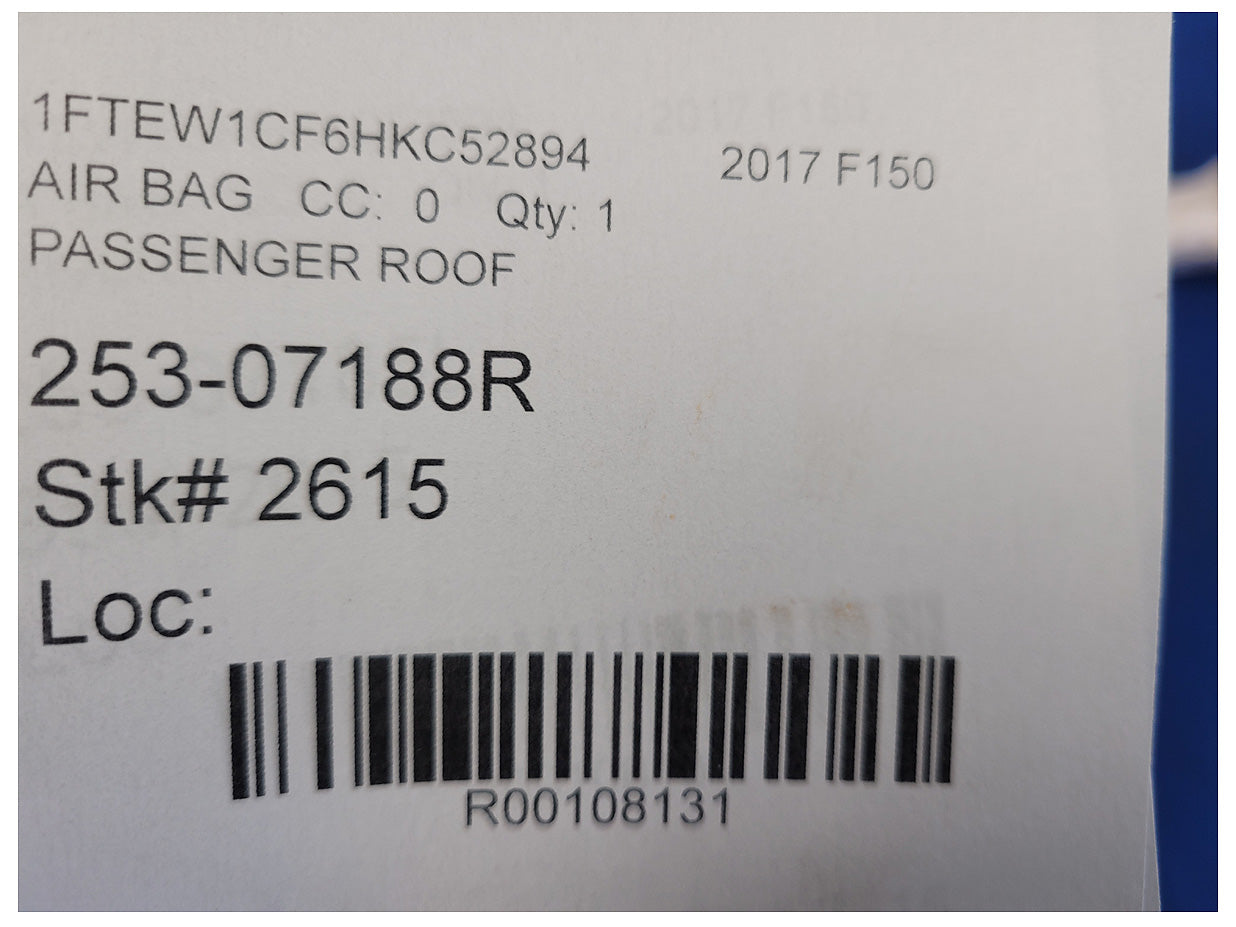 1FTEW1CF6HKC52894 2017 F150
AIR BAG CC: 0 Qty: 1
PASSENGER ROOF
253-07188R
Stk# 2615
Loc:
R00108131